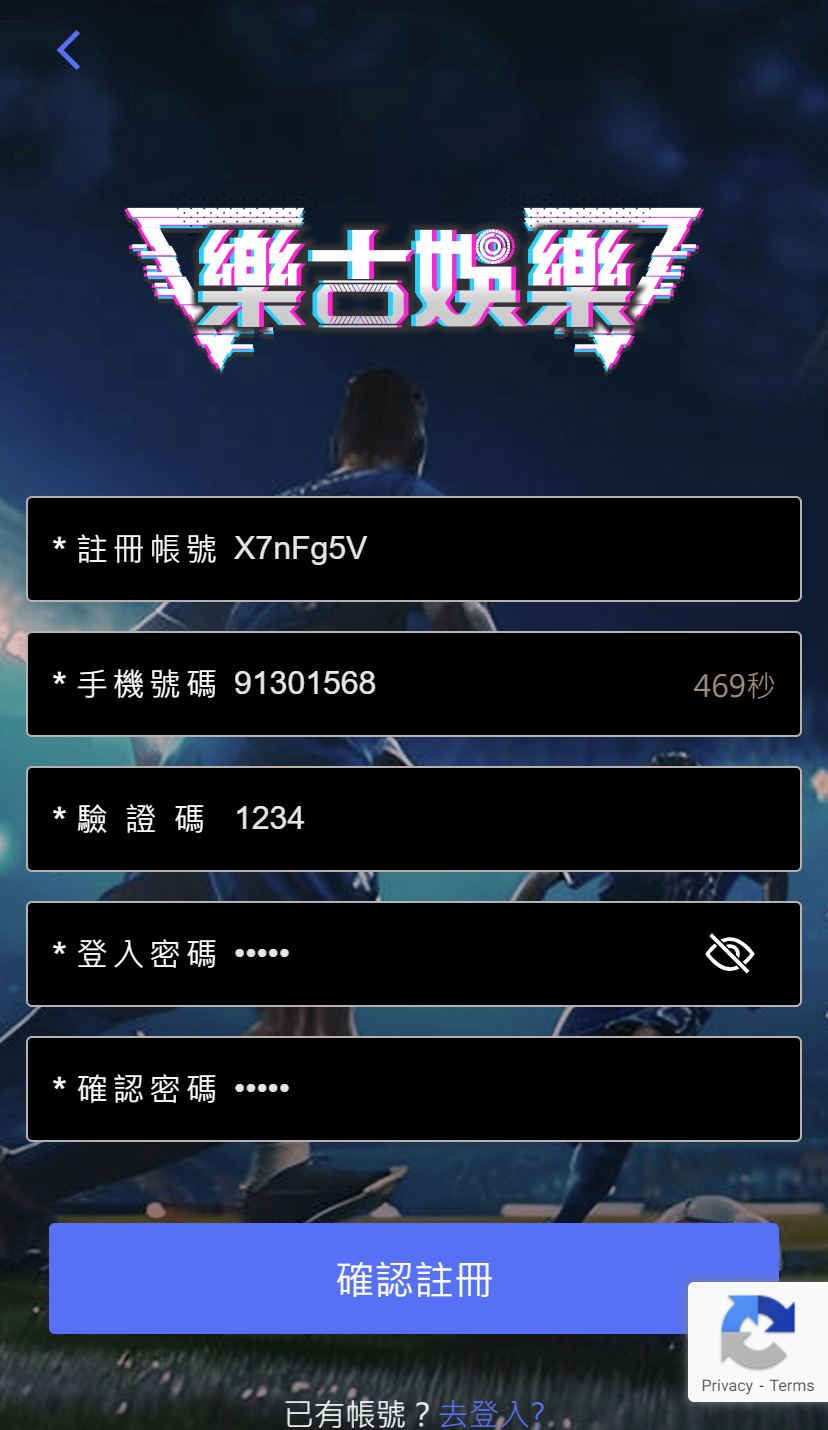 樂古娛樂
* 註冊帳號 X7nFg5V
* 手機號碼 91301568 469秒
* 驗證碼 1234
* 登入密碼 •••••
* 確認密碼 •••••
確認註冊
Privacy - Terms
已有帳號？去登入?